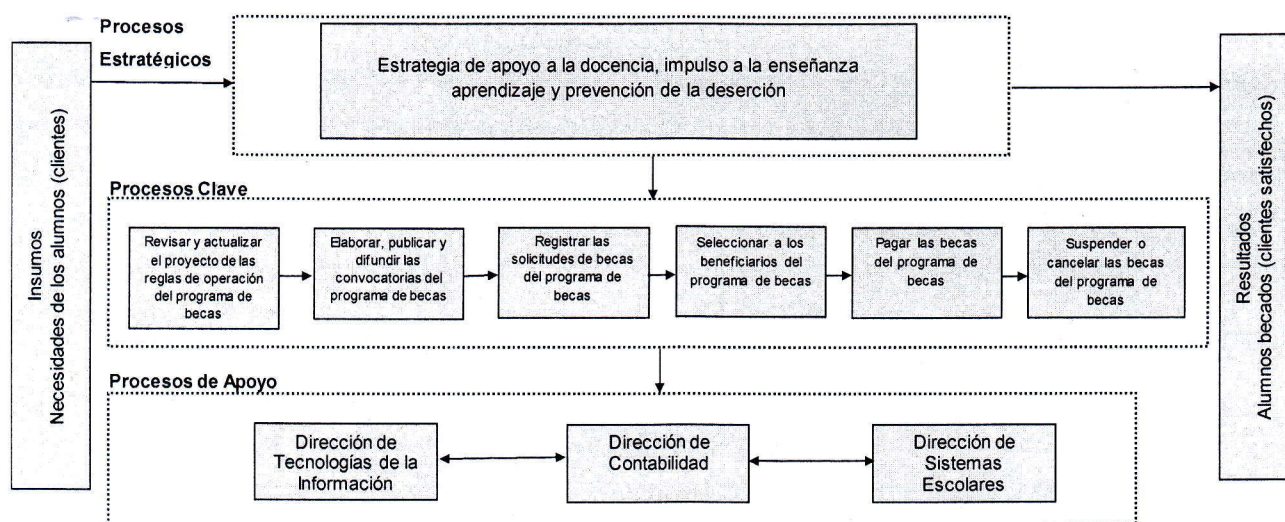 Procesos
Estratégicos
Estrategia de apoyo a la docencia, impulso a la enseñanza
aprendizaje y prevención de la deserción
Insumos
Necesidades de los alumnos (clientes)
Procesos Clave
Revisar y actualizar
el proyecto de las
reglas de operación
del programa de
becas
Elaborar, publicar y
difundir las
convocatorias del
programa de becas
Registrar las
solicitudes de becas
del programa de
becas
Seleccionar a los
beneficiarios del
programa de becas
Pagar las becas
del programa de
becas
Suspender o
cancelar las becas
del programa de
becas
Procesos de Apoyo
Dirección de
Tecnologías de la
Información
Dirección de
Contabilidad
Dirección de
Sistemas
Escolares
Resultados
Alumnos becados (clientes satisfechos)